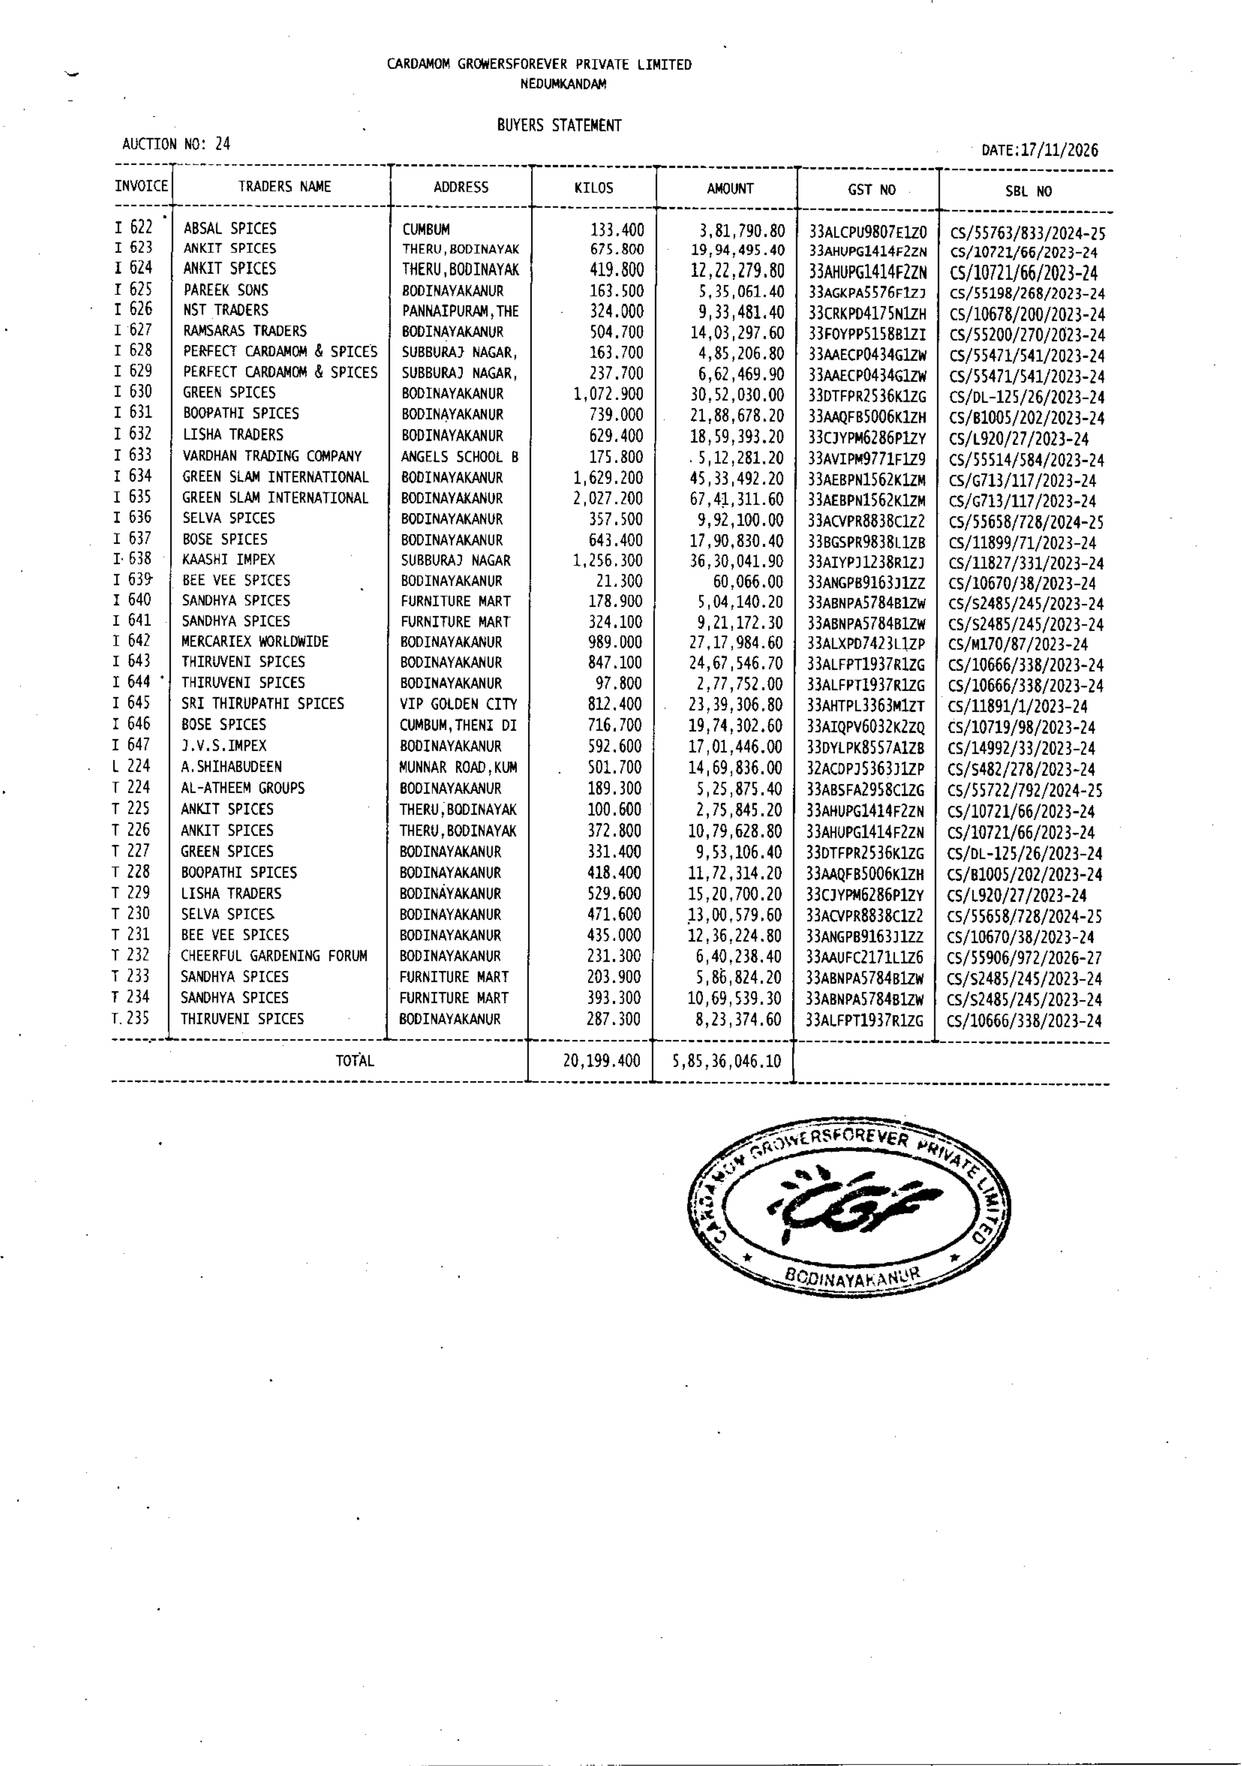 CARDAMOM GROWERSFOREVER PRIVATE LIMITED
NEDUMKANDAM
BUYERS STATEMENT
AUCTION NO: 24 DATE:17/11/2026
INVOICE TRADERS NAME ADDRESS KILOS AMOUNT GST NO SBL NO
I 622 ABSAL SPICES CUMBUM 133.400 3,81,790.80 33ALCPU9807E1ZO CS/55763/833/2024-25
I 623 ANKIT SPICES THERU,BODINAYAK 675.800 19,94,495.40 33AHUPG1414F2ZN CS/10721/66/2023-24
I 624 ANKIT SPICES THERU,BODINAYAK 419.800 12,22,279.80 33AHUPG1414F2ZN CS/10721/66/2023-24
I 625 PAREEK SONS BODINAYAKANUR 163.500 5,35,061.40 33AGKPA5576F1ZJ CS/55198/268/2023-24
I 626 NST TRADERS PANNAIPURAM,THE 324.000 9,33,481.40 33CRKPD4175N1ZH CS/10678/200/2023-24
I 627 RAMSARAS TRADERS BODINAYAKANUR 504.700 14,03,297.60 33FOYPP5158B1ZI CS/55200/270/2023-24
I 628 PERFECT CARDAMOM & SPICES SUBBURAJ NAGAR, 163.700 4,85,206.80 33AAECP0434G1ZW CS/55471/541/2023-24
I 629 PERFECT CARDAMOM & SPICES SUBBURAJ NAGAR, 237.700 6,62,469.90 33AAECP0434G1ZW CS/55471/541/2023-24
I 630 GREEN SPICES BODINAYAKANUR 1,072.900 30,52,030.00 33DTFPR2536K1ZG CS/DL-125/26/2023-24
I 631 BOOPATHI SPICES BODINAYAKANUR 739.000 21,88,678.20 33AAQFB5006K1ZH CS/B1005/202/2023-24
I 632 LISHA TRADERS BODINAYAKANUR 629.400 18,59,393.20 33CJYPM6286P1ZY CS/L920/27/2023-24
I 633 VARDHAN TRADING COMPANY ANGELS SCHOOL B 175.800 5,12,281.20 33AVIPM9771F1Z9 CS/55514/584/2023-24
I 634 GREEN SLAM INTERNATIONAL BODINAYAKANUR 1,629.200 45,33,492.20 33AEBPN1562K1ZM CS/G713/117/2023-24
I 635 GREEN SLAM INTERNATIONAL BODINAYAKANUR 2,027.200 67,41,311.60 33AEBPN1562K1ZM CS/G713/117/2023-24
I 636 SELVA SPICES BODINAYAKANUR 357.500 9,92,100.00 33ACVPR8838C1Z2 CS/55658/728/2024-25
I 637 BOSE SPICES BODINAYAKANUR 643.400 17,90,830.40 33BGSPR9838L1ZB CS/11899/71/2023-24
I 638 KAASHI IMPEX SUBBURAJ NAGAR 1,256.300 36,30,041.90 33AIYPJ1238R1ZJ CS/11827/331/2023-24
I 639 BEE VEE SPICES BODINAYAKANUR 21.300 60,066.00 33ANGPB9163J1ZZ CS/10670/38/2023-24
I 640 SANDHYA SPICES FURNITURE MART 178.900 5,04,140.20 33ABNPA5784B1ZW CS/S2485/245/2023-24
I 641 SANDHYA SPICES FURNITURE MART 324.100 9,21,172.30 33ABNPA5784B1ZW CS/S2485/245/2023-24
I 642 MERCARIEX WORLDWIDE BODINAYAKANUR 989.000 27,17,984.60 33ALXPD7423L1ZP CS/M170/87/2023-24
I 643 THIRUVENI SPICES BODINAYAKANUR 847.100 24,67,546.70 33ALFPT1937R1ZG CS/10666/338/2023-24
I 644 THIRUVENI SPICES BODINAYAKANUR 97.800 2,77,752.00 33ALFPT1937R1ZG CS/10666/338/2023-24
I 645 SRI THIRUPATHI SPICES VIP GOLDEN CITY 812.400 23,39,306.80 33AHTPL3363M1ZT CS/11891/1/2023-24
I 646 BOSE SPICES CUMBUM,THENI DI 716.700 19,74,302.60 33AIQPV6032K2ZQ CS/10719/98/2023-24
I 647 J.V.S.IMPEX BODINAYAKANUR 592.600 17,01,446.00 33DYLPK8557A1ZB CS/14992/33/2023-24
L 224 A.SHIHABUDEEN MUNNAR ROAD,KUM 501.700 14,69,836.00 32ACDPJ5363J1ZP CS/S482/278/2023-24
T 224 AL-ATHEEM GROUPS BODINAYAKANUR 189.300 5,25,875.40 33ABSFA2958C1ZG CS/55722/792/2024-25
T 225 ANKIT SPICES THERU,BODINAYAK 100.600 2,75,845.20 33AHUPG1414F2ZN CS/10721/66/2023-24
T 226 ANKIT SPICES THERU,BODINAYAK 372.800 10,79,628.80 33AHUPG1414F2ZN CS/10721/66/2023-24
T 227 GREEN SPICES BODINAYAKANUR 331.400 9,53,106.40 33DTFPR2536K1ZG CS/DL-125/26/2023-24
T 228 BOOPATHI SPICES BODINAYAKANUR 418.400 11,72,314.20 33AAQFB5006K1ZH CS/B1005/202/2023-24
T 229 LISHA TRADERS BODINAYAKANUR 529.600 15,20,700.20 33CJYPM6286P1ZY CS/L920/27/2023-24
T 230 SELVA SPICES BODINAYAKANUR 471.600 13,00,579.60 33ACVPR8838C1Z2 CS/55658/728/2024-25
T 231 BEE VEE SPICES BODINAYAKANUR 435.000 12,36,224.80 33ANGPB9163J1ZZ CS/10670/38/2023-24
T 232 CHEERFUL GARDENING FORUM BODINAYAKANUR 231.300 6,40,238.40 33AAUFC2171L1Z6 CS/55906/972/2026-27
T 233 SANDHYA SPICES FURNITURE MART 203.900 5,86,824.20 33ABNPA5784B1ZW CS/S2485/245/2023-24
T 234 SANDHYA SPICES FURNITURE MART 393.300 10,69,539.30 33ABNPA5784B1ZW CS/S2485/245/2023-24
T 235 THIRUVENI SPICES BODINAYAKANUR 287.300 8,23,374.60 33ALFPT1937R1ZG CS/10666/338/2023-24
TOTAL 20,199.400 5,85,36,046.10
CARDAMOM GROWERSFOREVER PRIVATE LIMITED
CGF
BODINAYAKANUR